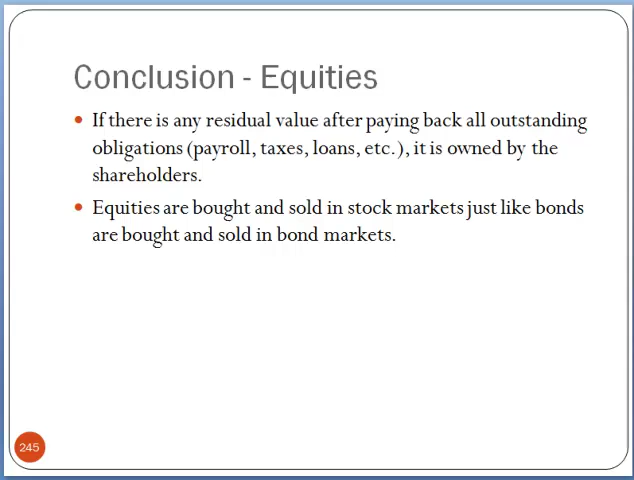 Conclusion - Equities
If there is any residual value after paying back all outstanding
obligations (payroll, taxes, loans, etc.), it is owned by the
shareholders.
Equities are bought and sold in stock markets just like bonds
are bought and sold in bond markets.
245